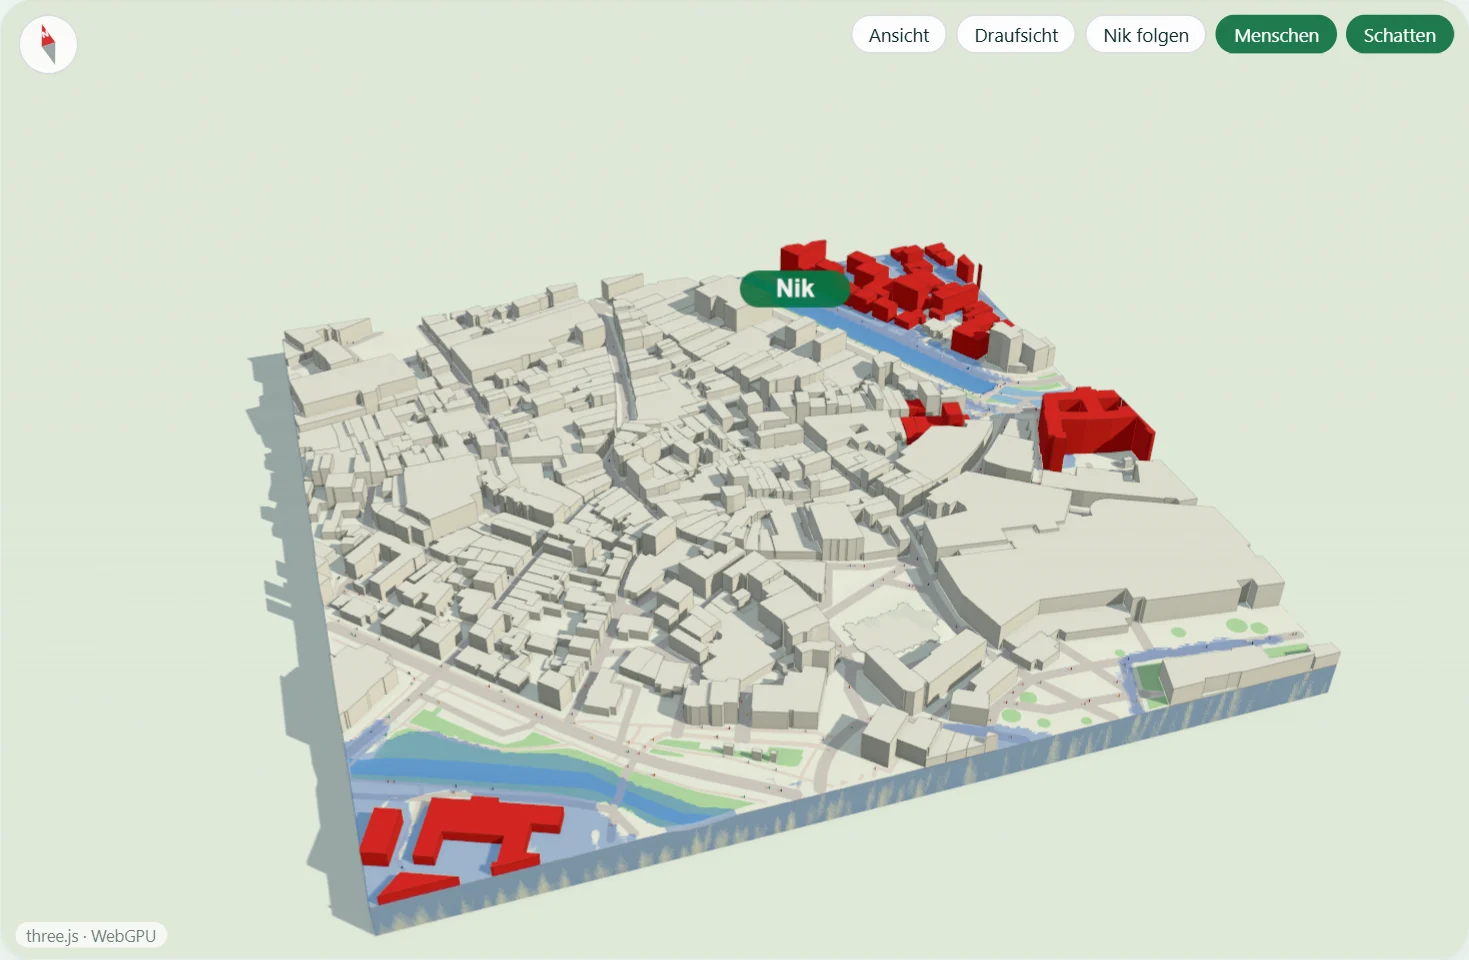 N
Ansicht
Draufsicht
Nik folgen
Menschen
Schatten
Nik
three.js · WebGPU